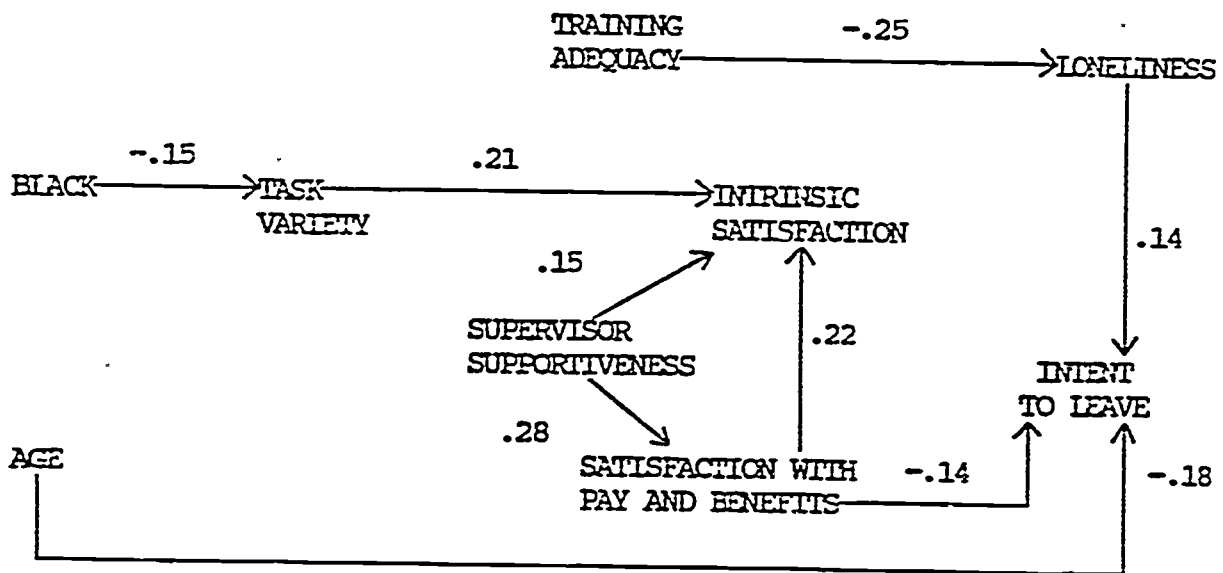 TRAINING
ADEQUACY
-.25
LONELINESS
BLACK
-.15
TASK
VARIETY
.21
INTRINSIC
SATISFACTION
.14
.15
SUPERVISOR
SUPPORTIVENESS
.22
INTENT
TO LEAVE
.28
AGE
SATISFACTION WITH
PAY AND BENEFITS
-.14
-.18